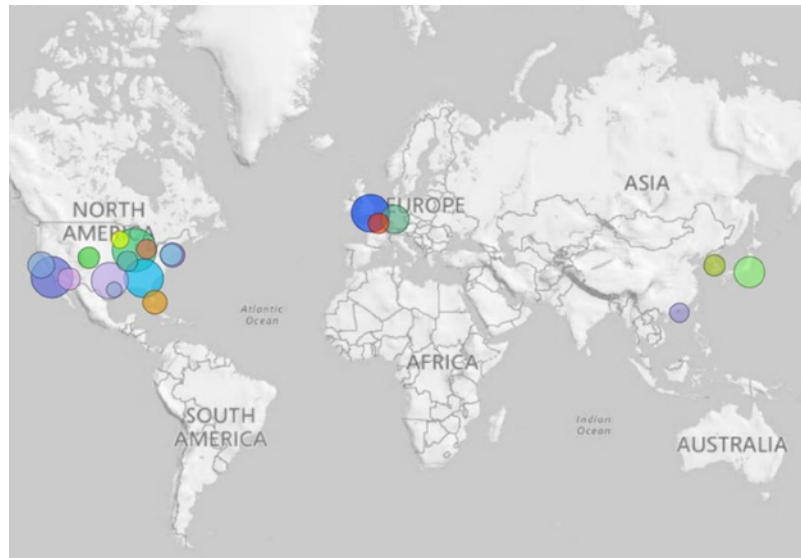 ASIA
NORTH
AMERICA
EUROPE
Atlantic
Ocean
AFRICA
SOUTH
AMERICA
Indian
Ocean
AUSTRALIA